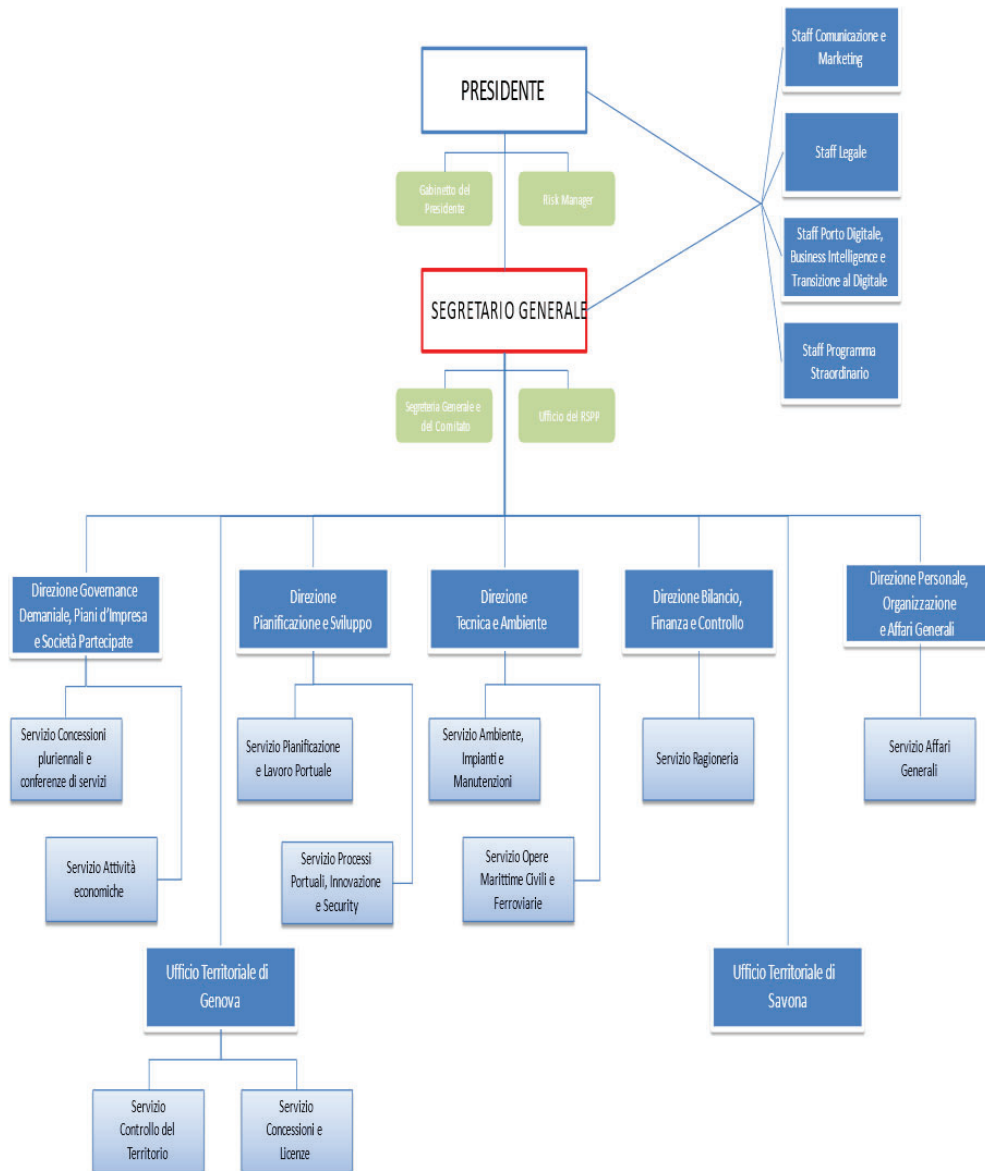 Staff Comunicazione e
Marketing
PRESIDENTE
Staff Legale
Gabinetto del
Presidente
Risk Manager
Staff Porto Digitale,
Business Intelligence e
Transizione al Digitale
SEGRETARIO GENERALE
Staff Programma
Straordinario
Segreteria Generale e
del Comitato
Ufficio del RSPP
Direzione Governance
Demaniale, Piani d'Impresa
e Società Partecipate
Direzione
Pianificazione e Sviluppo
Direzione
Tecnica e Ambiente
Direzione Bilancio,
Finanza e Controllo
Direzione Personale,
Organizzazione
e Affari Generali
Servizio Concessioni
pluriennali e
conferenze di servizi
Servizio Pianificazione
e Lavoro Portuale
Servizio Ambiente,
Impianti e
Manutenzioni
Servizio Ragioneria
Servizio Affari
Generali
Servizio Attività
economiche
Servizio Processi
Portuali, Innovazione
e Security
Servizio Opere
Marittime Civili e
Ferroviarie
Ufficio Territoriale di
Genova
Ufficio Territoriale di
Savona
Servizio
Controllo del
Territorio
Servizio
Concessioni e
Licenze